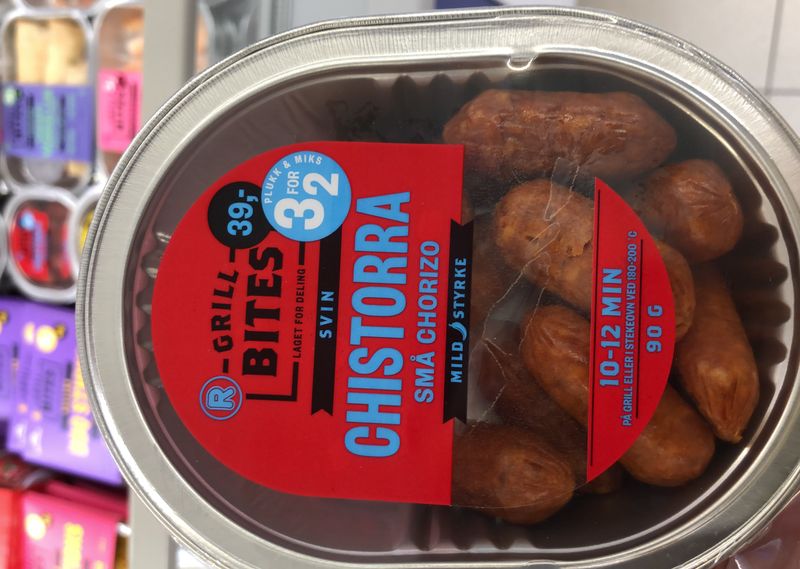 PLUKK & MIKS
3 FOR 2
39,-
R
GRILL
BITES
LAGET FOR DELING
SVIN
CHISTORRA
SMÅ CHORIZO
MILD STYRKE
10-12 MIN
PÅ GRILL ELLER I STEKEOVN VED 180-200 °C
90 G